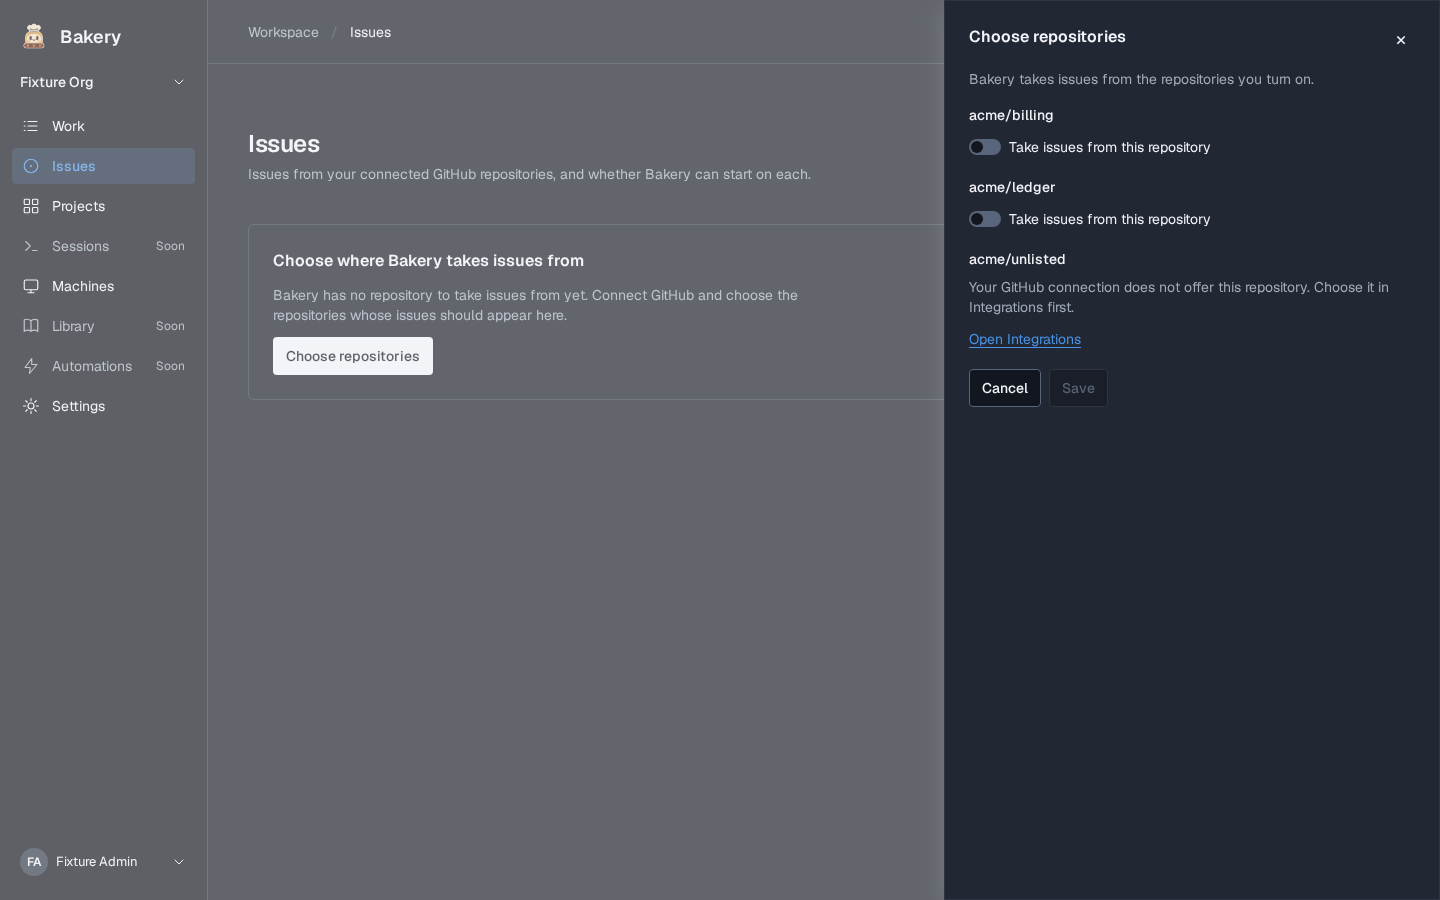 Bakery
Fixture Org
Work
Issues
Projects
Sessions Soon
Machines
Library Soon
Automations Soon
Settings
FA Fixture Admin
Workspace / Issues
Issues
Issues from your connected GitHub repositories, and whether Bakery can start on each.
Choose where Bakery takes issues from
Bakery has no repository to take issues from yet. Connect GitHub and choose the
repositories whose issues should appear here.
Choose repositories
Choose repositories
Bakery takes issues from the repositories you turn on.
acme/billing
Take issues from this repository
acme/ledger
Take issues from this repository
acme/unlisted
Your GitHub connection does not offer this repository. Choose it in
Integrations first.
Open Integrations
Cancel Save